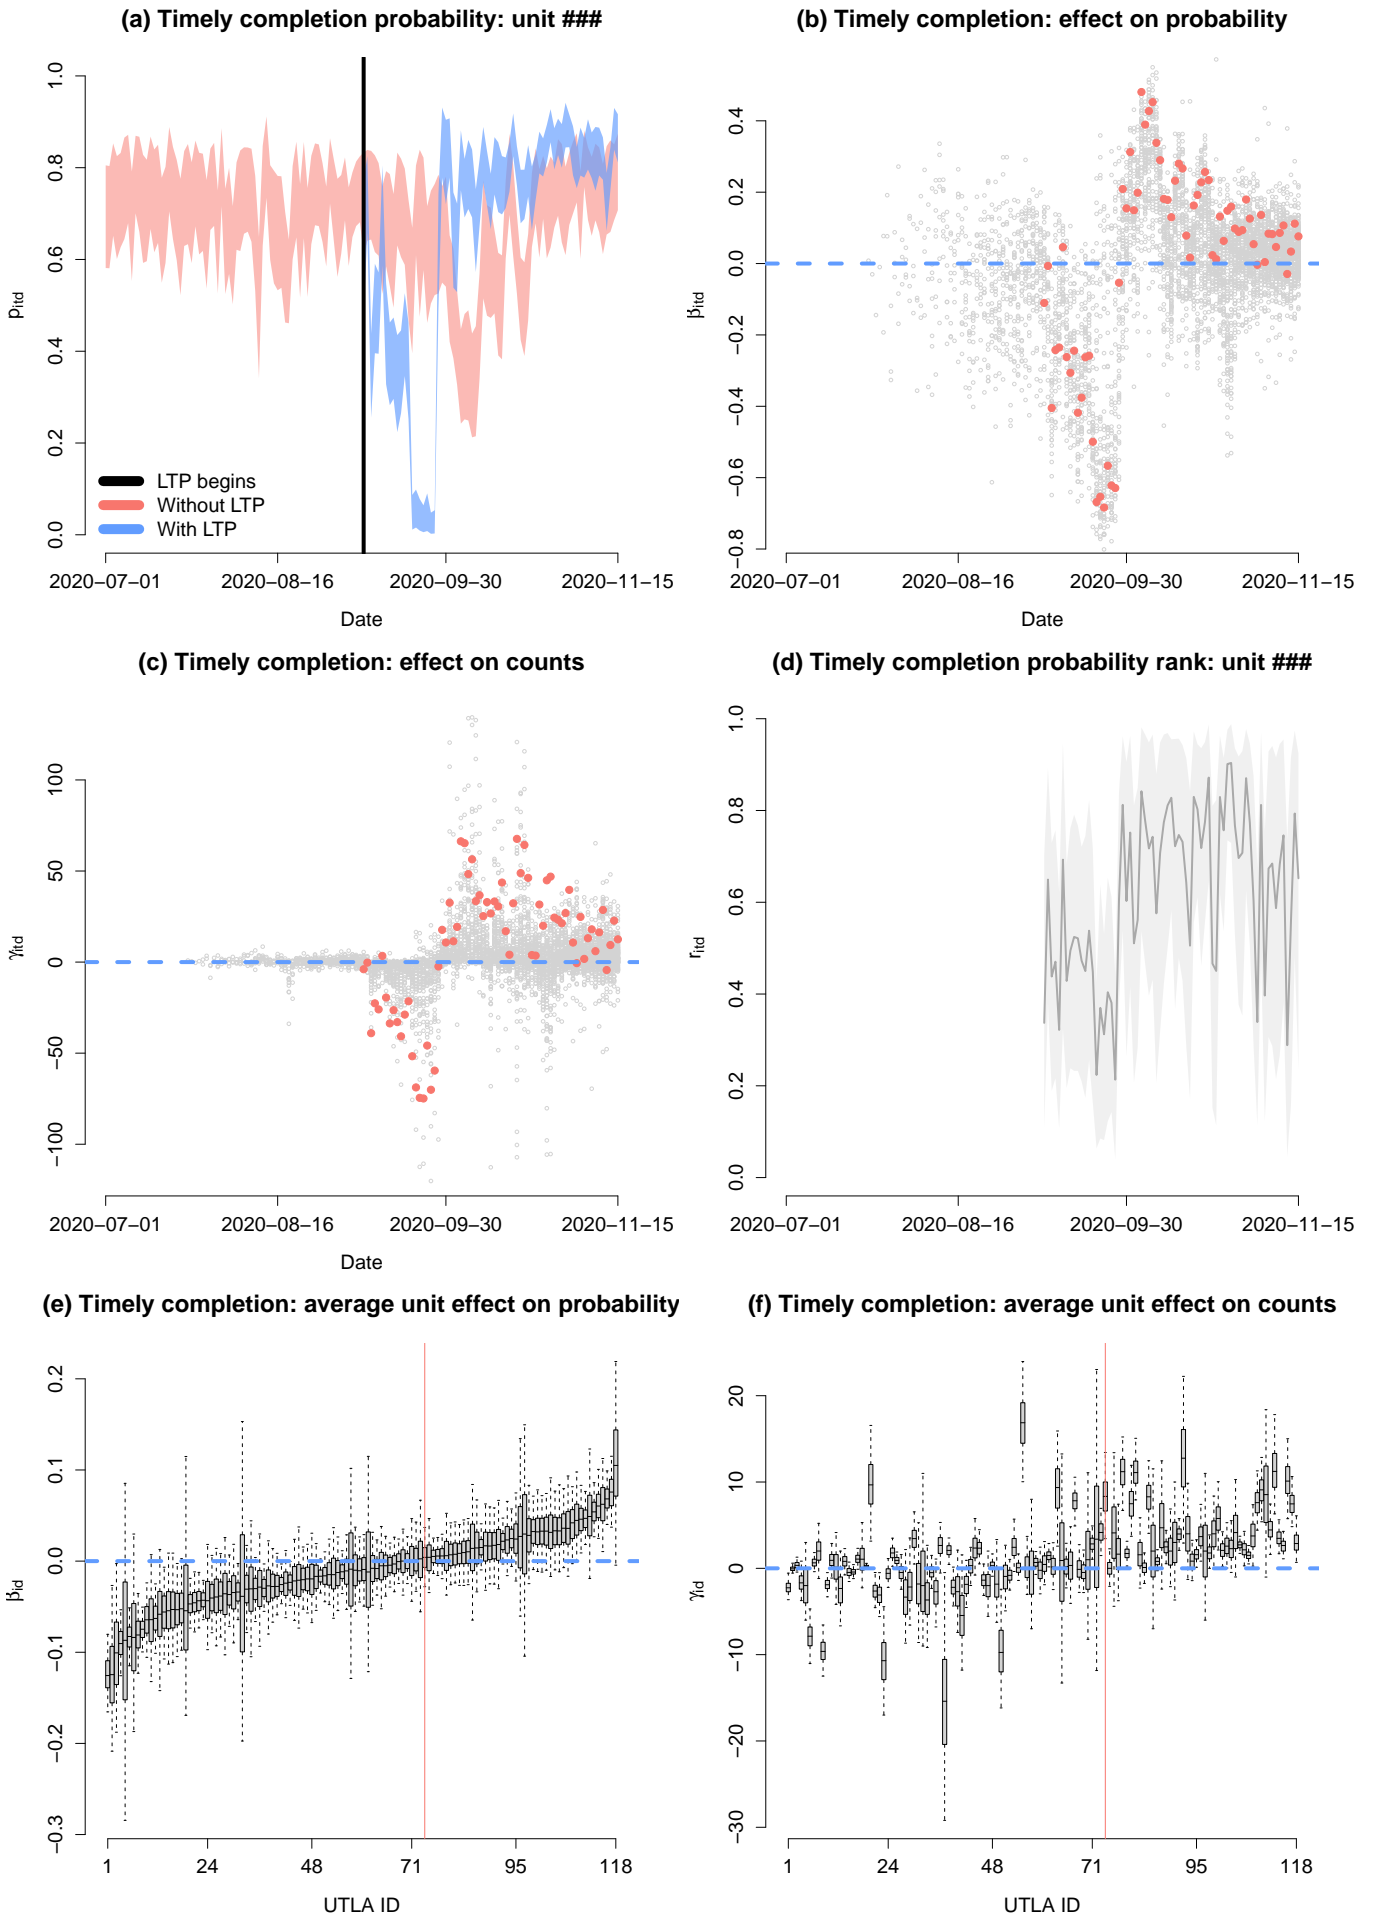 (a) Timely completion probability: unit ###
1.0
0.8
0.6
0.4
0.2
0.0
pitd
LTP begins
Without LTP
With LTP
2020−07−01 2020−08−16 2020−09−30 2020−11−15
Date
(b) Timely completion: effect on probability
0.4
0.2
0.0
−0.2
−0.4
−0.6
−0.8
βitd
2020−07−01 2020−08−16 2020−09−30 2020−11−15
Date
(c) Timely completion: effect on counts
100
50
0
−50
−100
γitd
2020−07−01 2020−08−16 2020−09−30 2020−11−15
Date
(d) Timely completion probability rank: unit ###
1.0
0.8
0.6
0.4
0.2
0.0
ritd
2020−07−01 2020−08−16 2020−09−30 2020−11−15
(e) Timely completion: average unit effect on probability
0.2
0.1
0.0
−0.1
−0.2
−0.3
βid
1 24 48 71 95 118
UTLA ID
(f) Timely completion: average unit effect on counts
20
10
0
−10
−20
−30
γid
1 24 48 71 95 118
UTLA ID